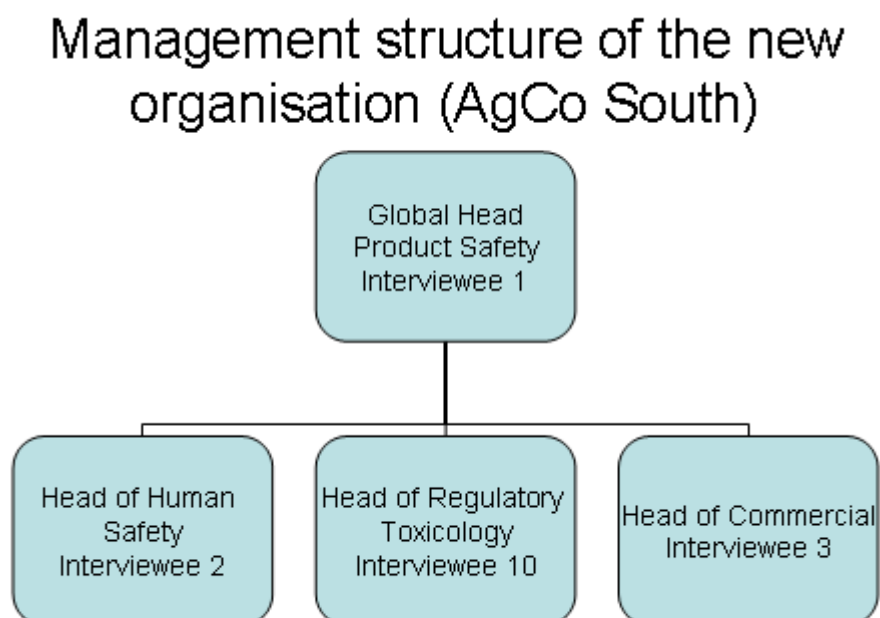 Management structure of the new
organisation (AgCo South)
Global Head
Product Safety
Interviewee 1
Head of Human
Safety
Interviewee 2
Head of Regulatory
Toxicology
Interviewee 10
Head of Commercial
Interviewee 3